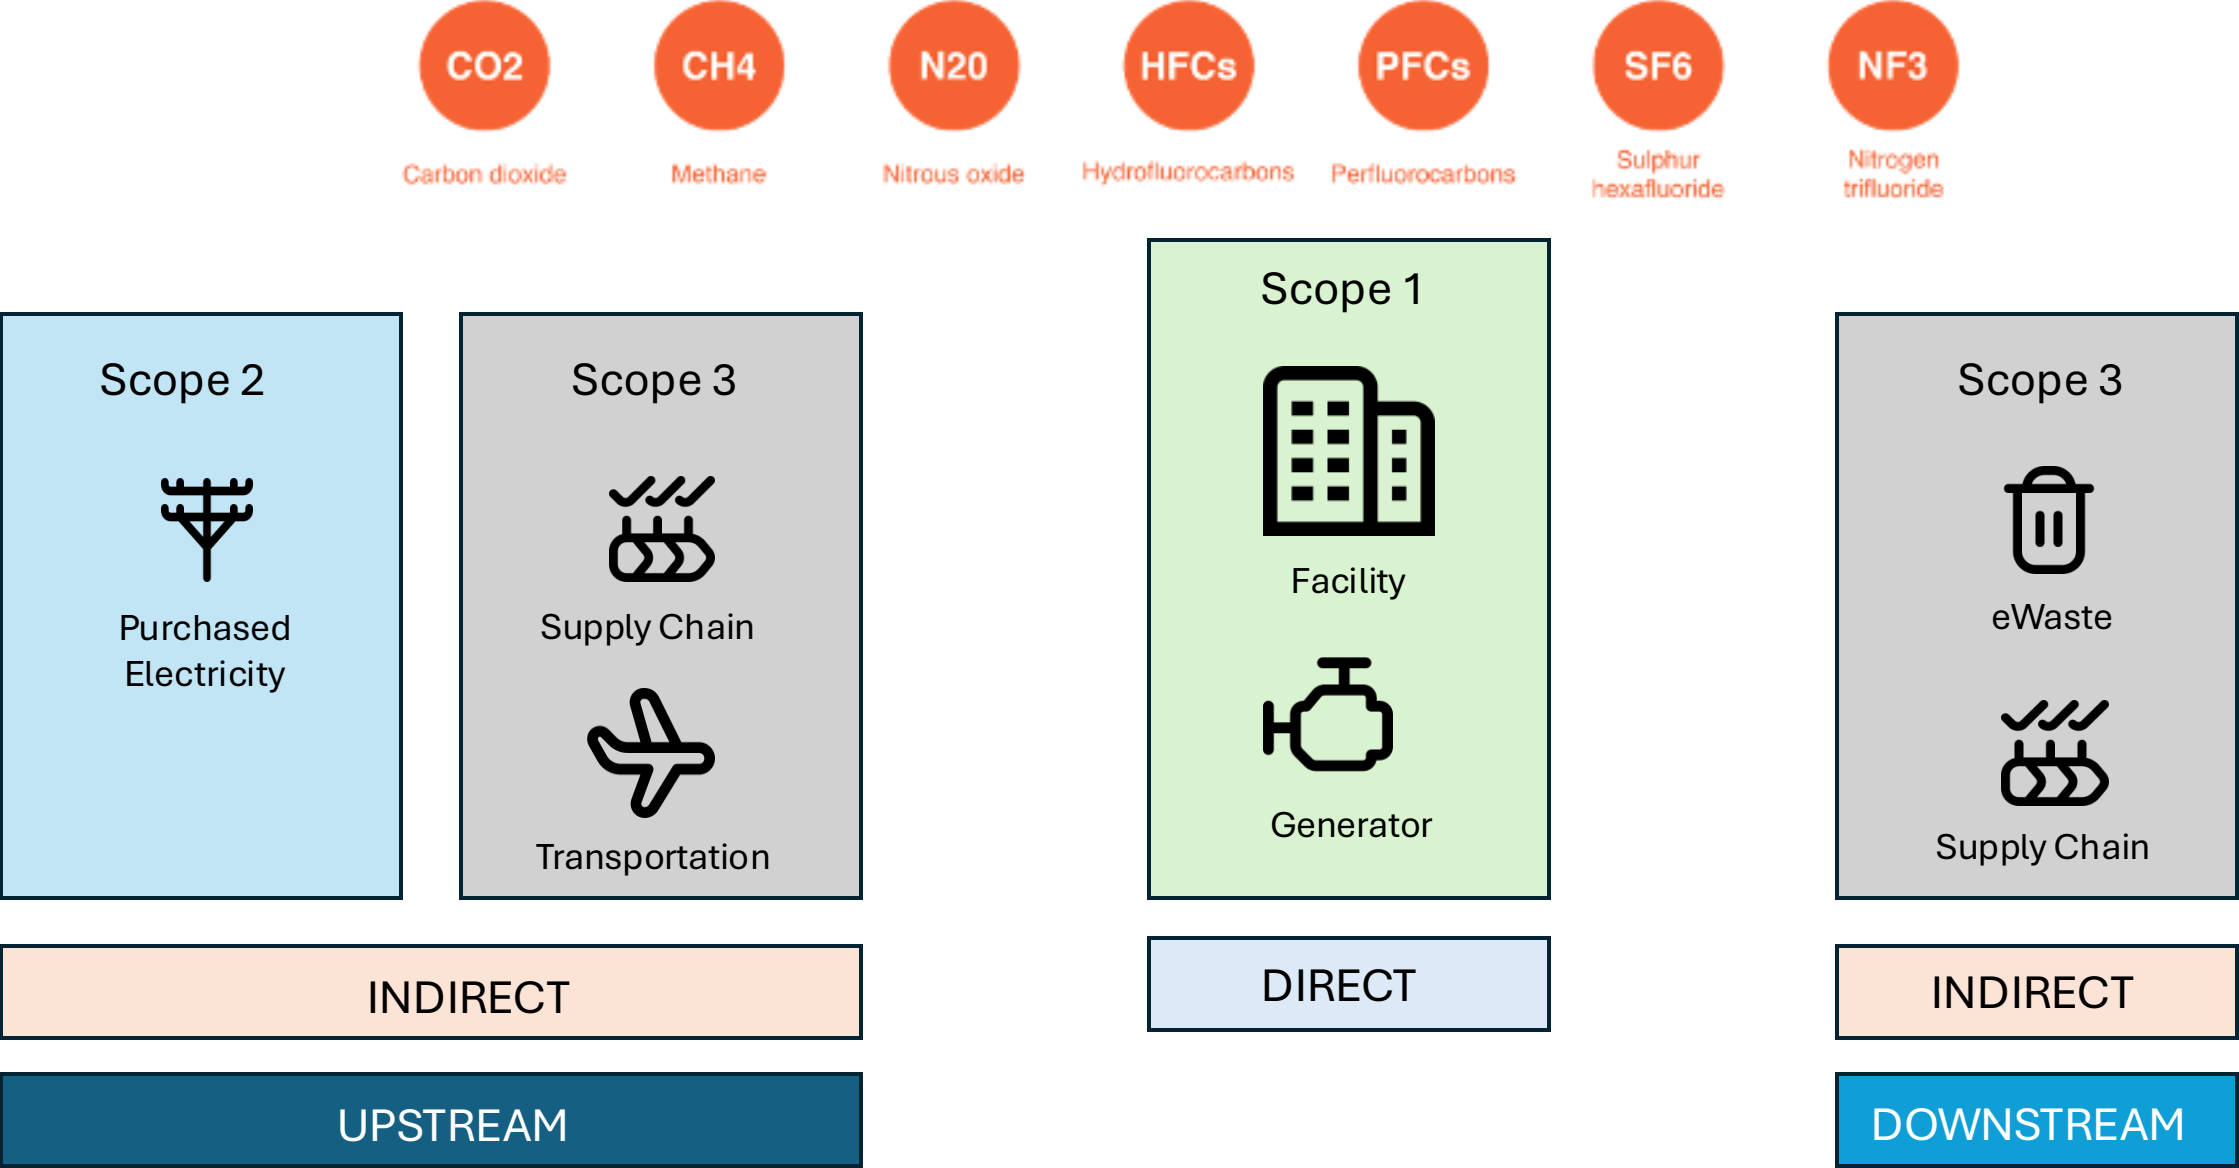 CO2
CH4
N20
HFCs
PFCs
SF6
NF3
Carbon dioxide
Methane
Nitrous oxide
Hydrofluorocarbons
Perfluorocarbons
Sulphur
hexafluoride
Nitrogen
trifluoride
Scope 2
Purchased
Electricity
Scope 3
Supply Chain
Transportation
Scope 1
Facility
Generator
Scope 3
eWaste
Supply Chain
INDIRECT
DIRECT
INDIRECT
UPSTREAM
DOWNSTREAM